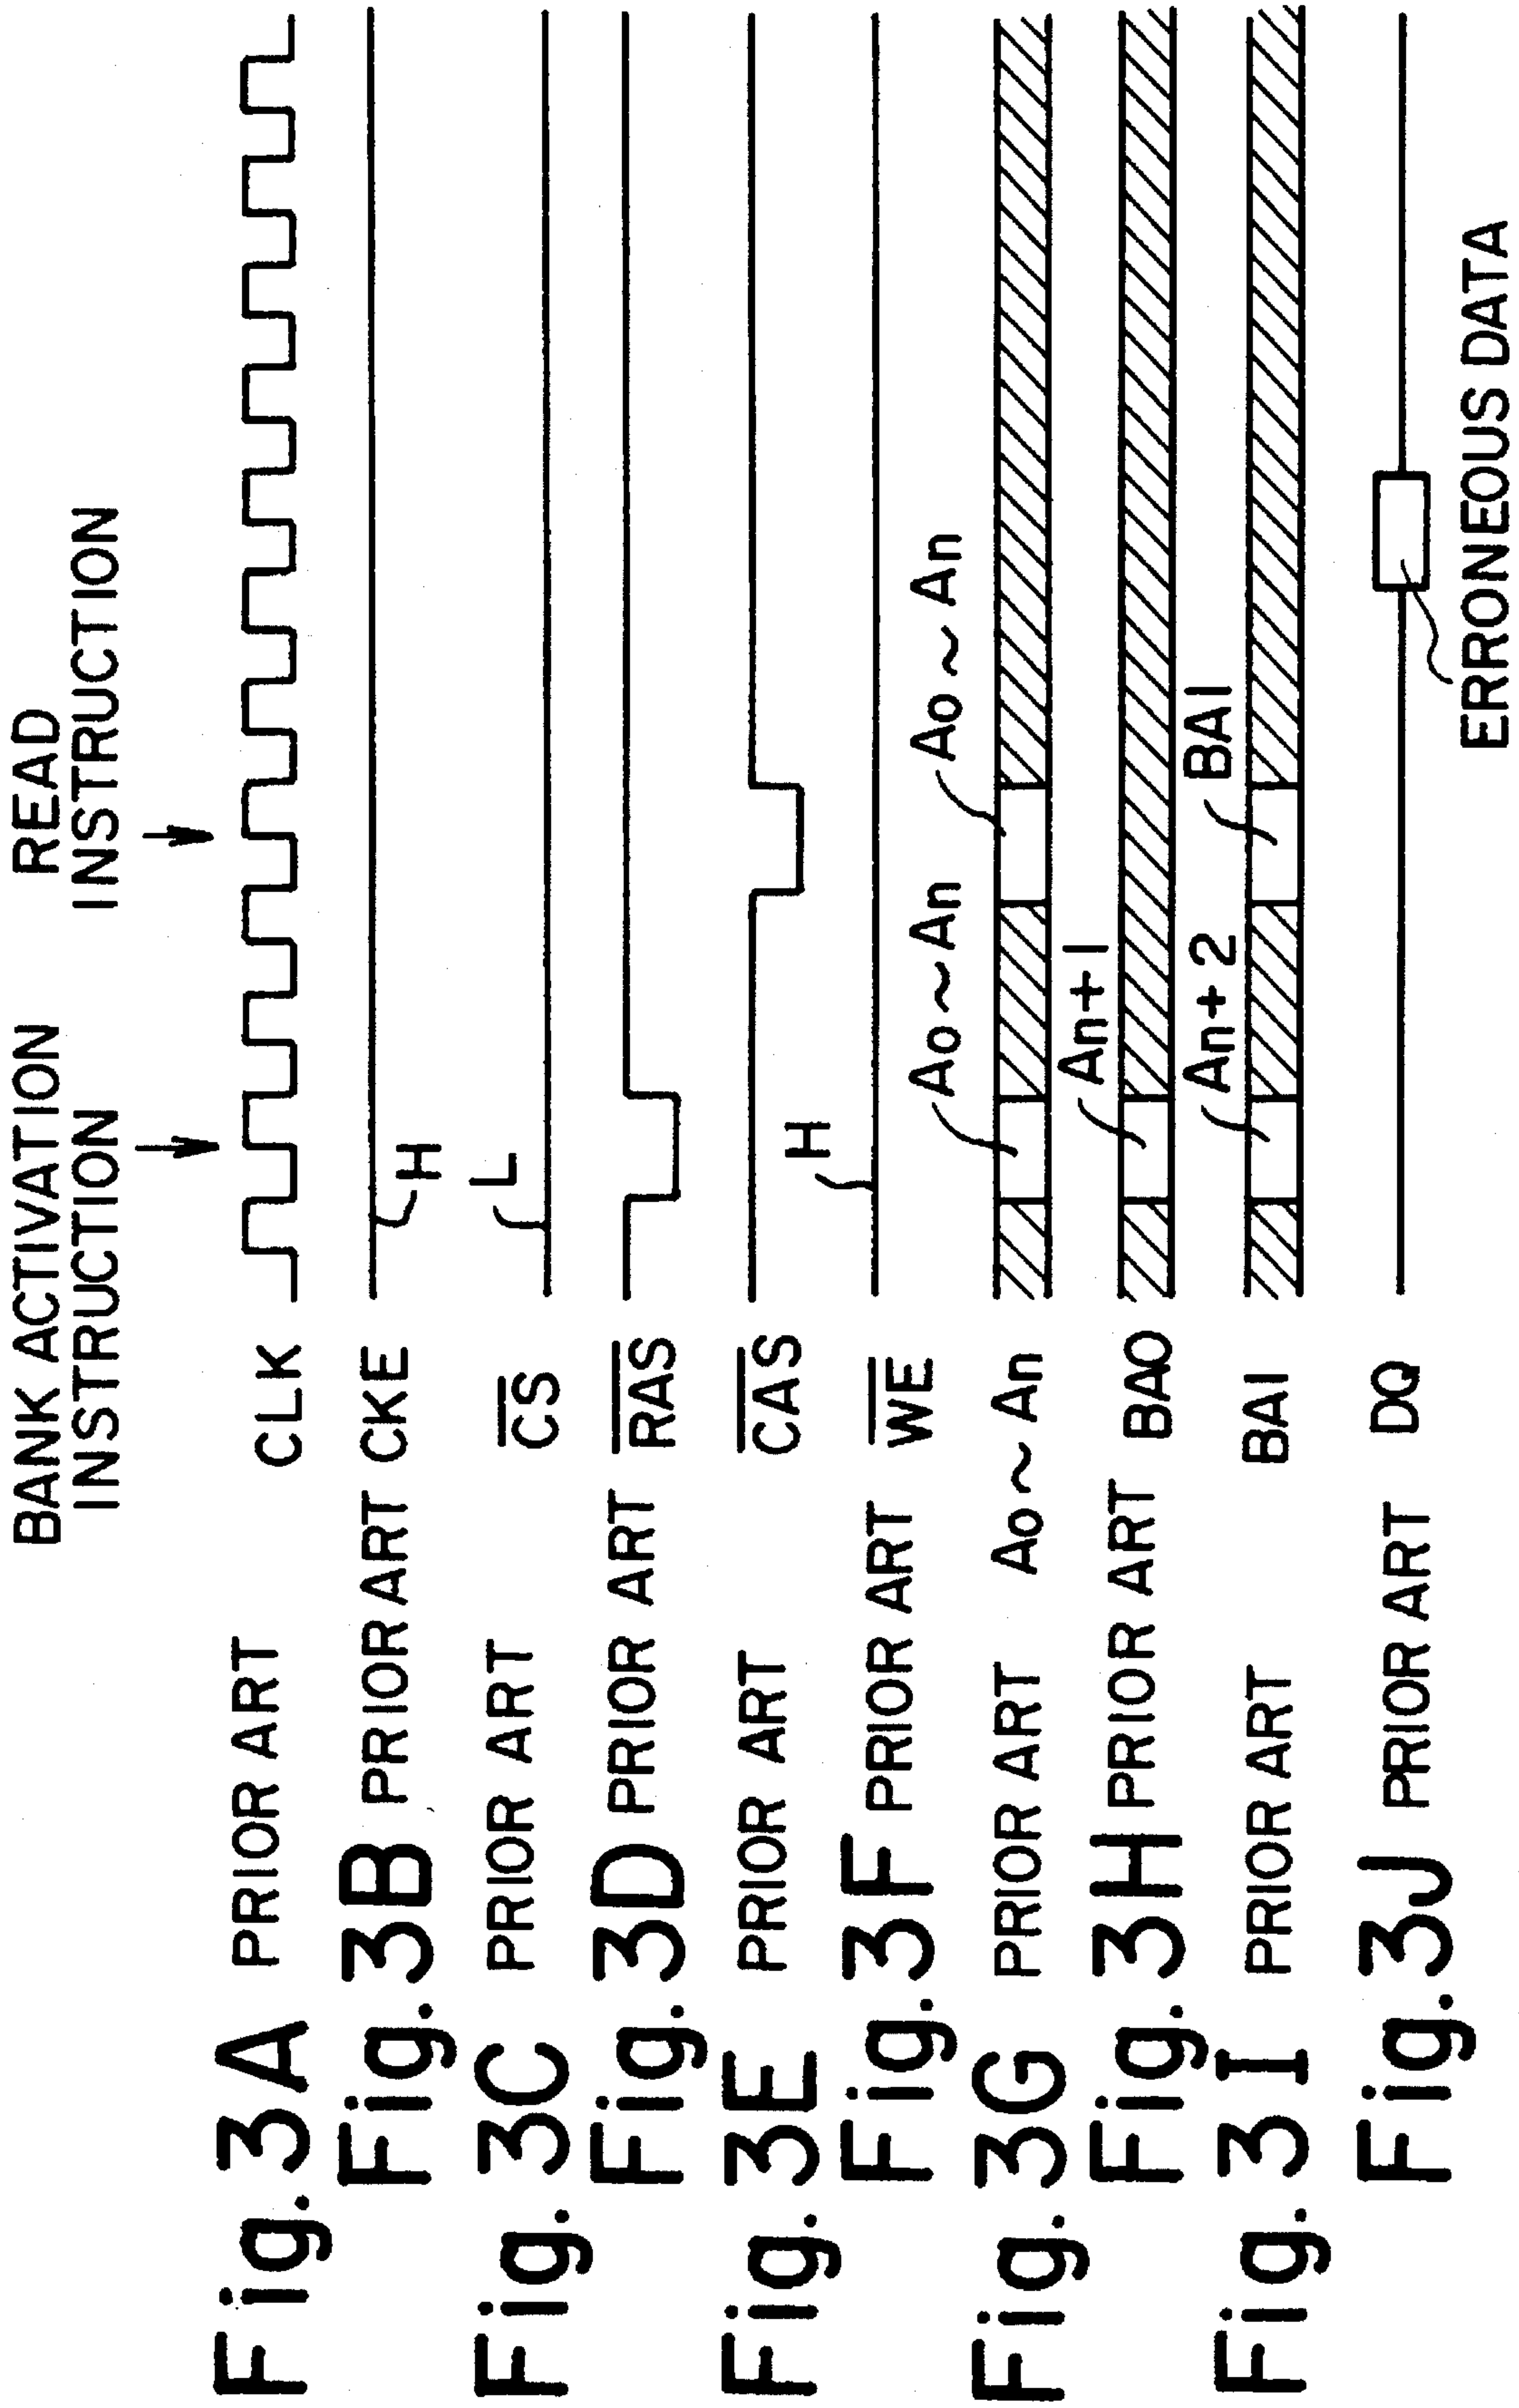 BANK ACTIVATION
INSTRUCTION
READ
INSTRUCTION
Fig. 3A PRIOR ART CLK
Fig. 3B PRIOR ART CKE
H
Fig. 3C PRIOR ART CS
L
Fig. 3D PRIOR ART RAS
Fig. 3E PRIOR ART CAS
Fig. 3F PRIOR ART WE
H
Fig. 3G PRIOR ART Ao~An
Ao~An
Ao~An
Fig. 3H PRIOR ART BA0
An+1
Fig. 3I PRIOR ART BA1
An+2
BA1
Fig. 3J PRIOR ART DQ
ERRONEOUS DATA